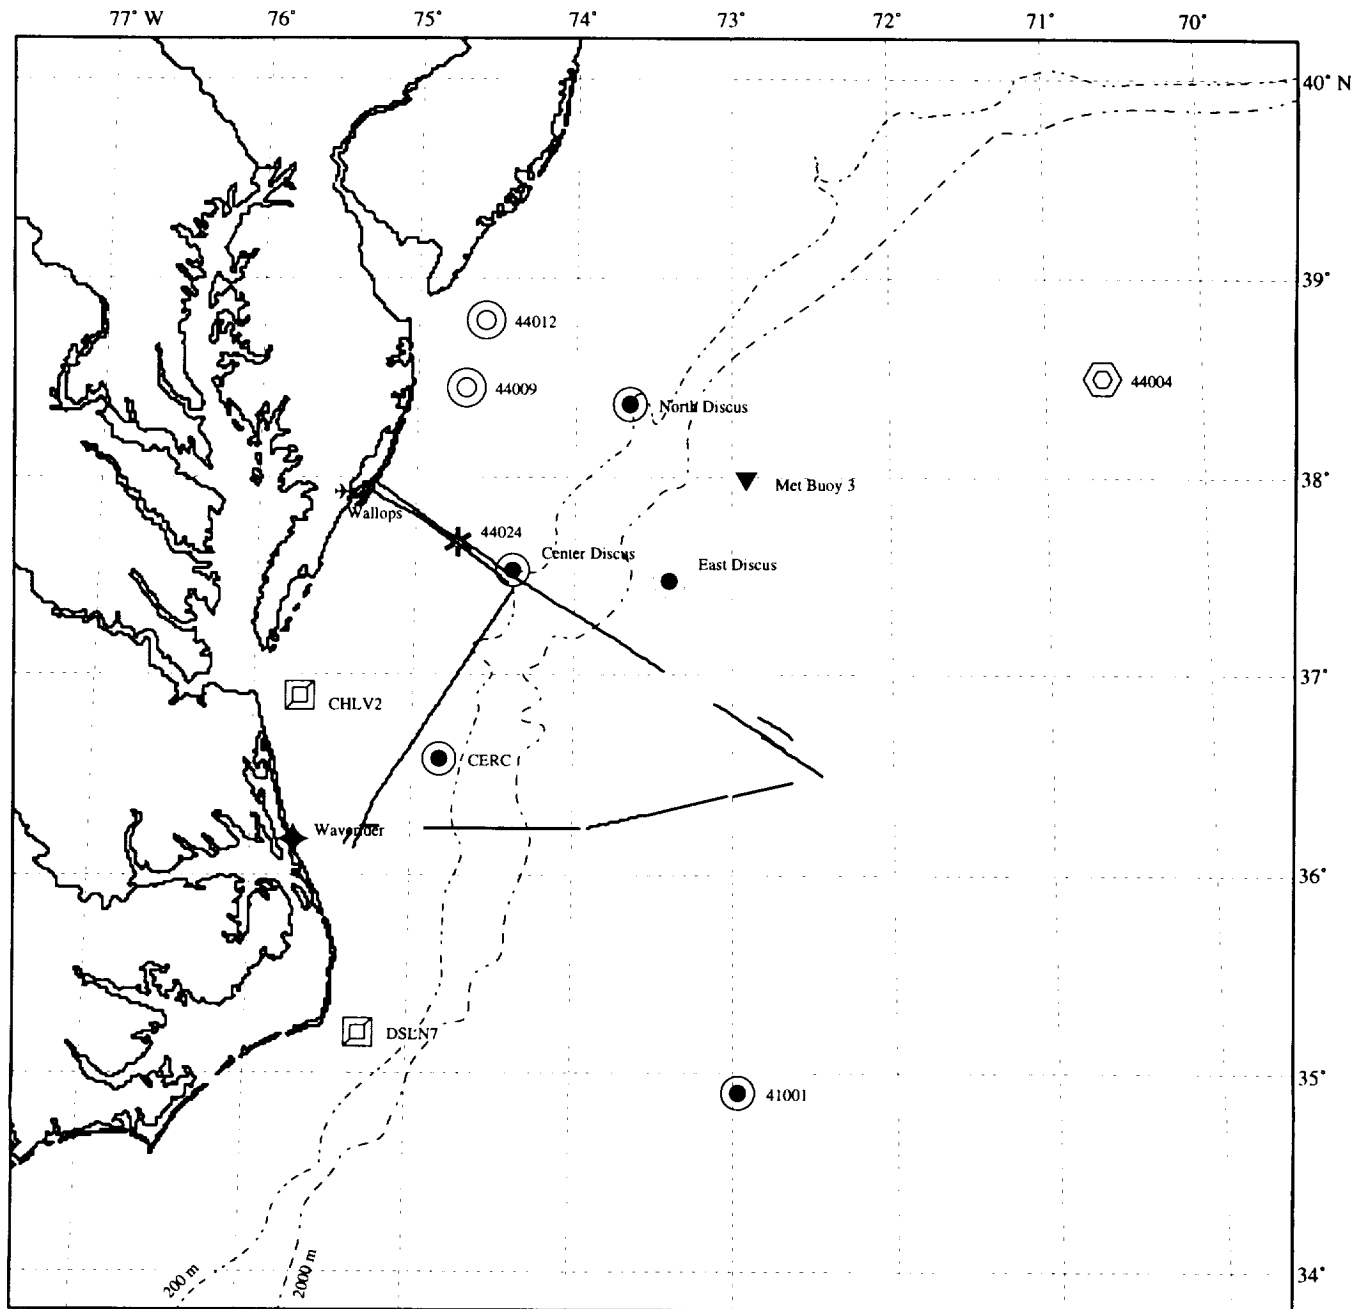 77° W 76° 75° 74° 73° 72° 71° 70°
40° N
39°
44012
44004
44009
North Discus
38°
Met Buoy 3
Wallops
44024
Center Discus
East Discus
37°
CHLV2
CERC
Waverider
36°
DSLN7
35°
41001
200 m
2000 m
34°